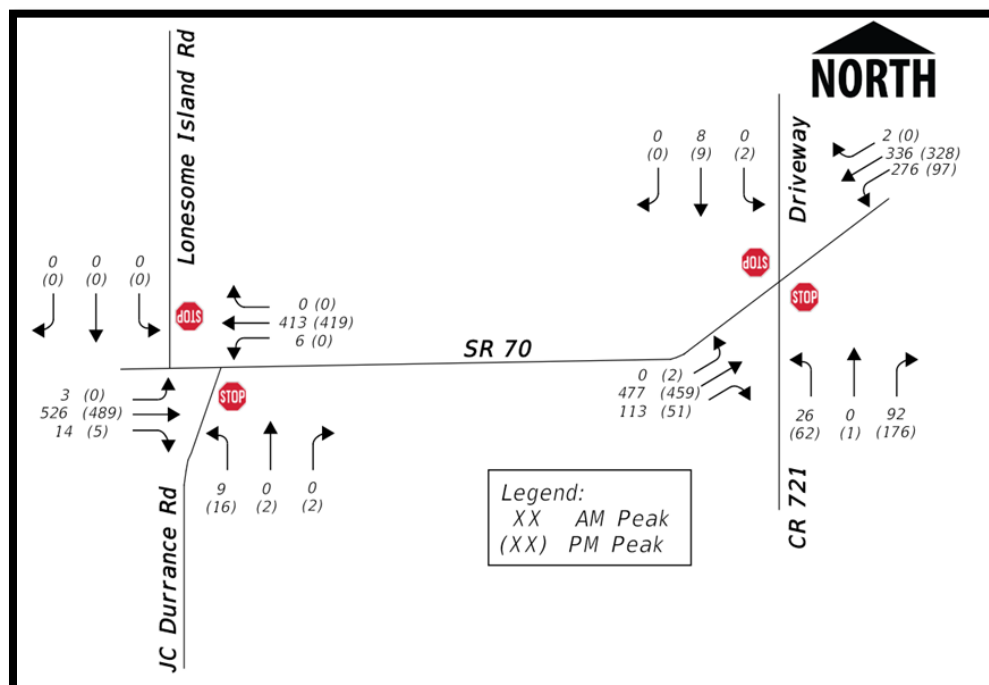 NORTH
Lonesome Island Rd
Driveway
0 8 0
(0) (9) (2)
2 (0)
336 (328)
276 (97)
STOP
STOP
0 0 0
(0) (0) (0)
STOP
0 (0)
413 (419)
6 (0)
SR 70
3 (0)
526 (489)
14 (5)
STOP
0 (2)
477 (459)
113 (51)
26 0 92
(62) (1) (176)
9 0 0
(16) (2) (2)
JC Durrance Rd
CR 721
Legend:
XX AM Peak
(XX) PM Peak